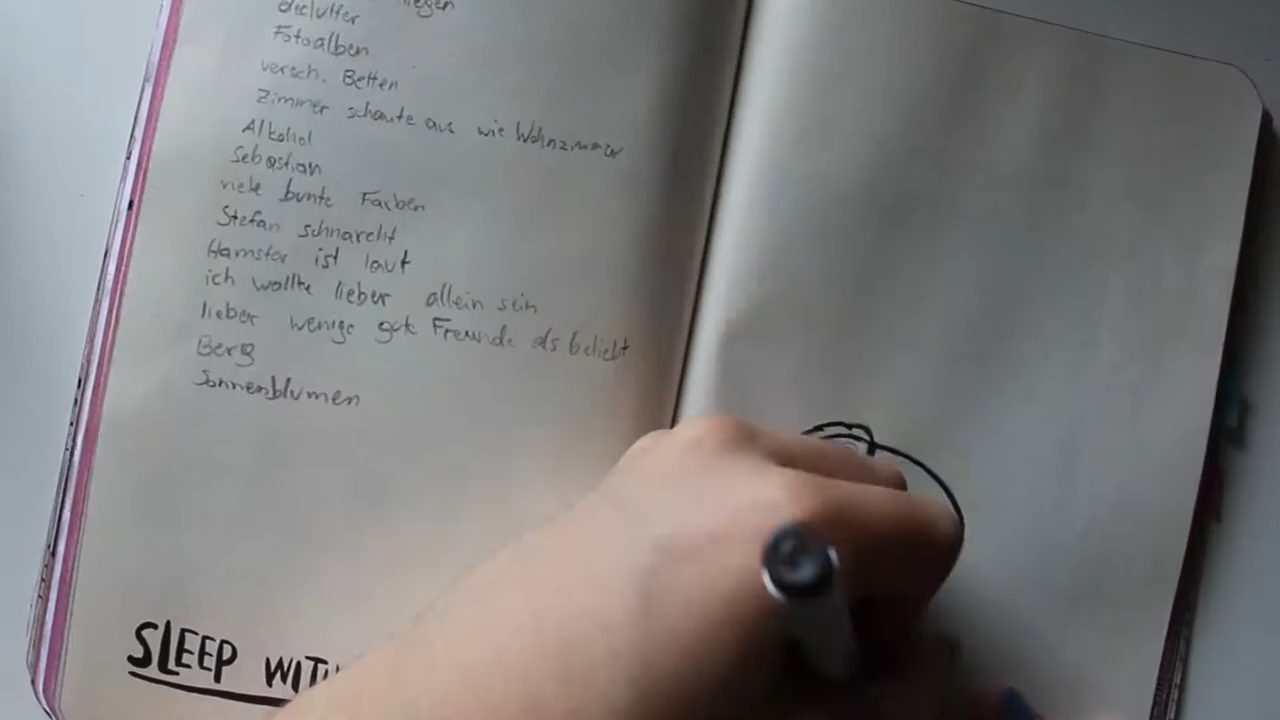 declutter
Fotoalben
versch. Betten
Zimmer schaute aus wie Wohnzimmer
Alkohol
Sebastian
viele bunte Farben
Stefan schnarcht
Hamster ist laut
ich wollte lieber allein sein
lieber wenige gute Freunde als beliebt
Berg
Sonnenblumen
SLEEP WITH